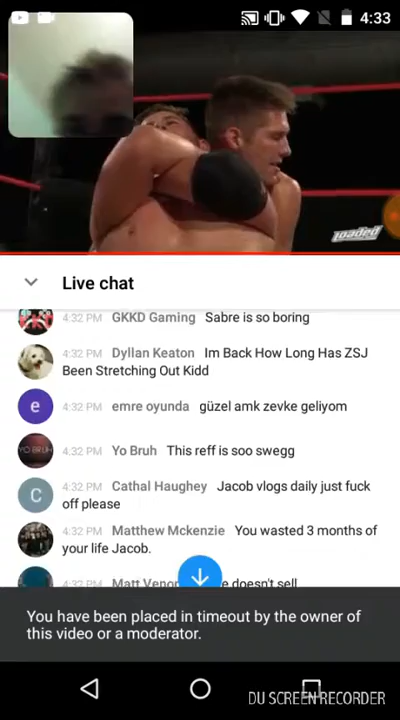 4:33
LOADED
Live chat
4:32 PM GKKD Gaming Sabre is so boring
4:32 PM Dyllan Keaton Im Back How Long Has ZSJ
Been Stretching Out Kidd
e
4:32 PM emre oyunda güzel amk zevke geliyom
YO BRUH
4:32 PM Yo Bruh This reff is soo swegg
C
4:32 PM Cathal Haughey Jacob vlogs daily just fuck
off please
4:32 PM Matthew Mckenzie You wasted 3 months of
your life Jacob.
4:32 PM Matt doesn't sell
You have been placed in timeout by the owner of
this video or a moderator.
DU SCREEN RECORDER